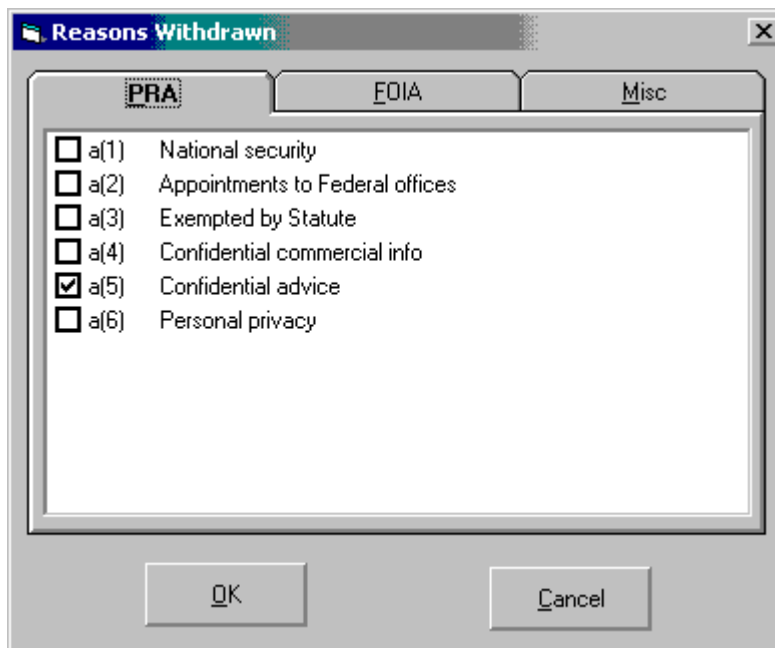 Reasons Withdrawn
PRA FOIA Misc
a(1) National security
a(2) Appointments to Federal offices
a(3) Exempted by Statute
a(4) Confidential commercial info
a(5) Confidential advice
a(6) Personal privacy
OK Cancel